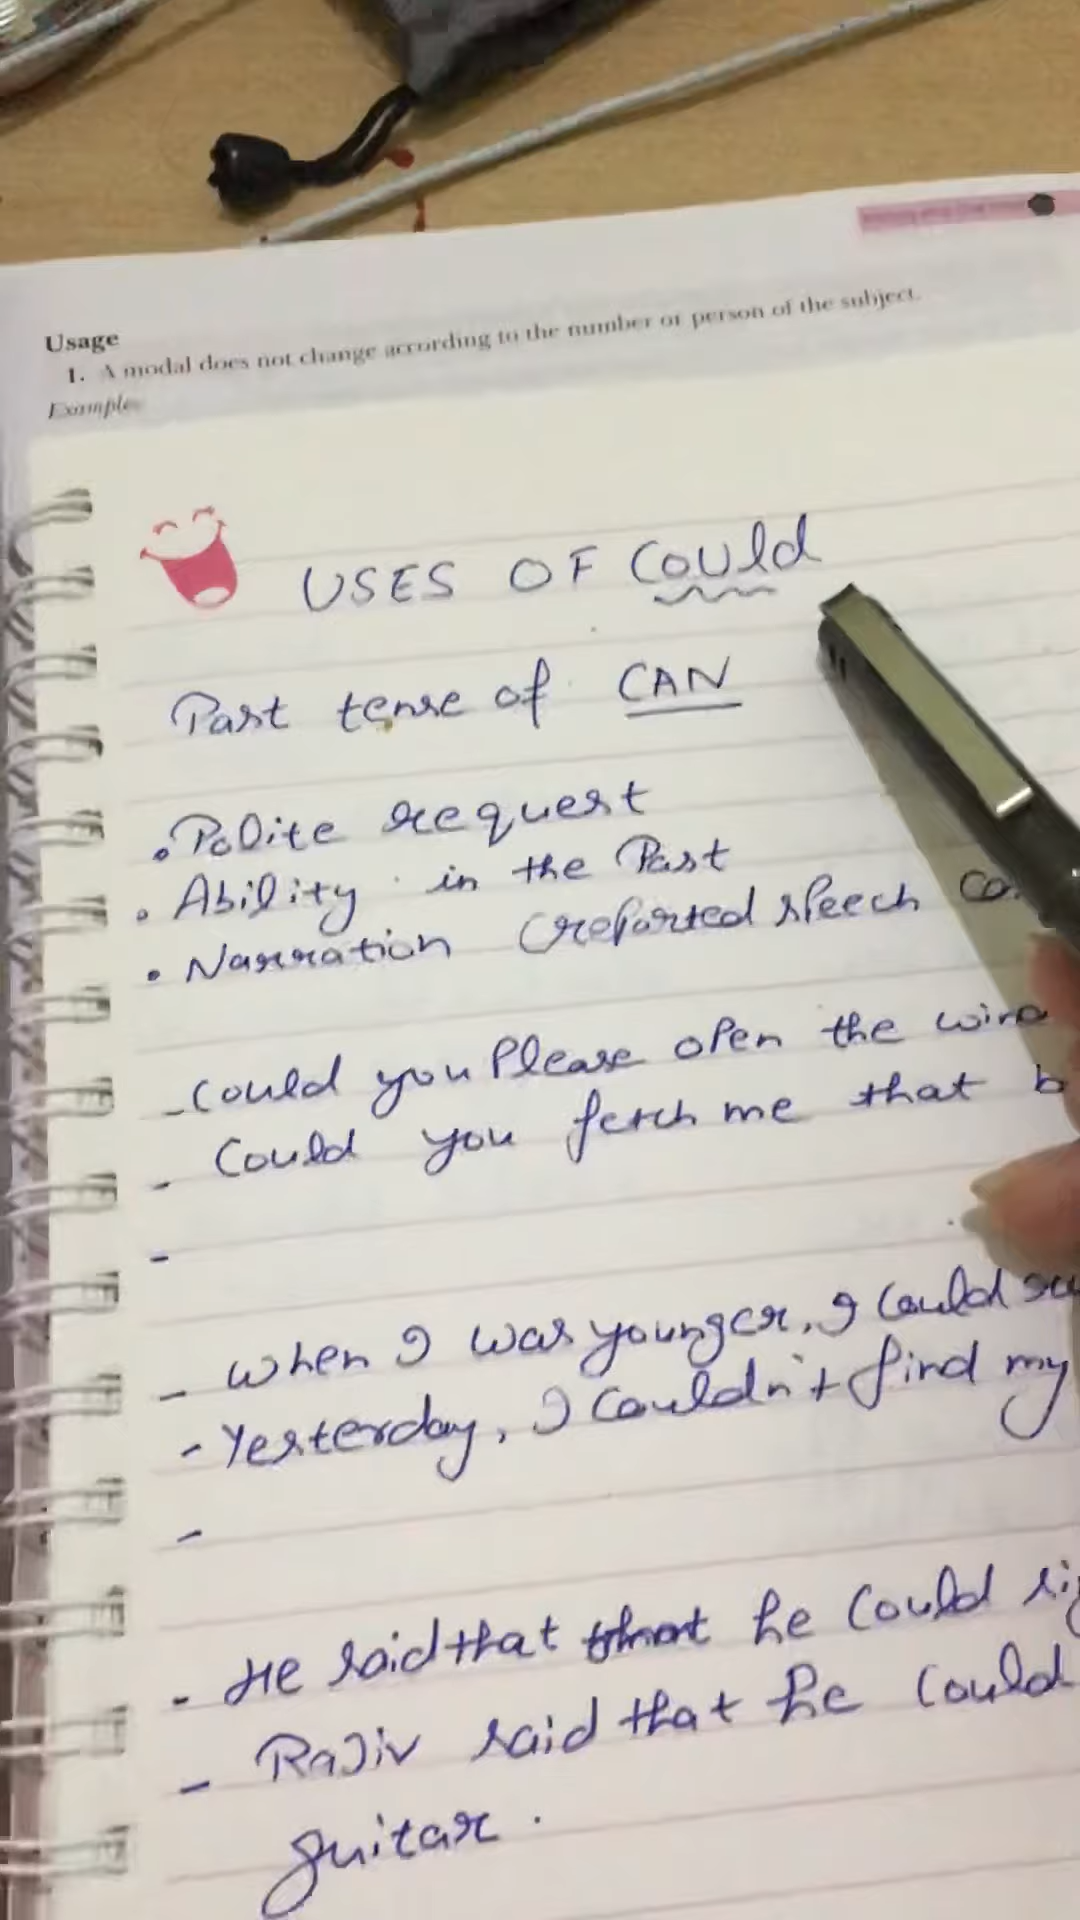 Usage
1. A modal does not change according to the number or person of the subject.
Example
USES OF Could
Past tense of CAN
• Polite request
• Ability in the Past
• Narration (reported speech
- Could you Please open the
- Could you fetch me that
-
- When I was younger, I Could
- Yesterday, I Couldn't find my
-
- He said that he Could
- Rajiv said that he Could
guitar.